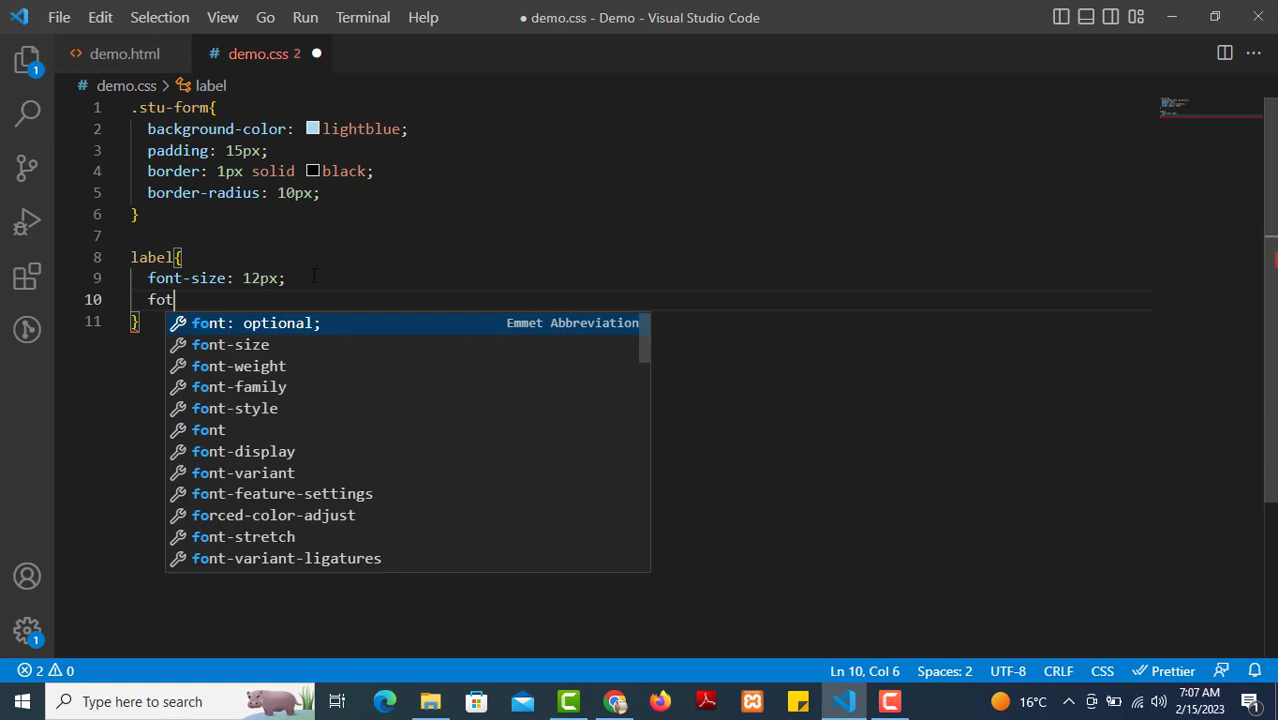 File Edit Selection View Go Run Terminal Help ● demo.css - Demo - Visual Studio Code
<> demo.html # demo.css 2 ●
# demo.css > label
1 .stu-form{
2 background-color: lightblue;
3 padding: 15px;
4 border: 1px solid black;
5 border-radius: 10px;
6 }
7
8 label{
9 font-size: 12px;
10 fot
11 }
font: optional; Emmet Abbreviation
font-size
font-weight
font-family
font-style
font
font-display
font-variant
font-feature-settings
forced-color-adjust
font-stretch
font-variant-ligatures
1
1
2 0 Ln 10, Col 6 Spaces: 2 UTF-8 CRLF CSS Prettier
Type here to search 16°C 7:07 AM
2/15/2023 1